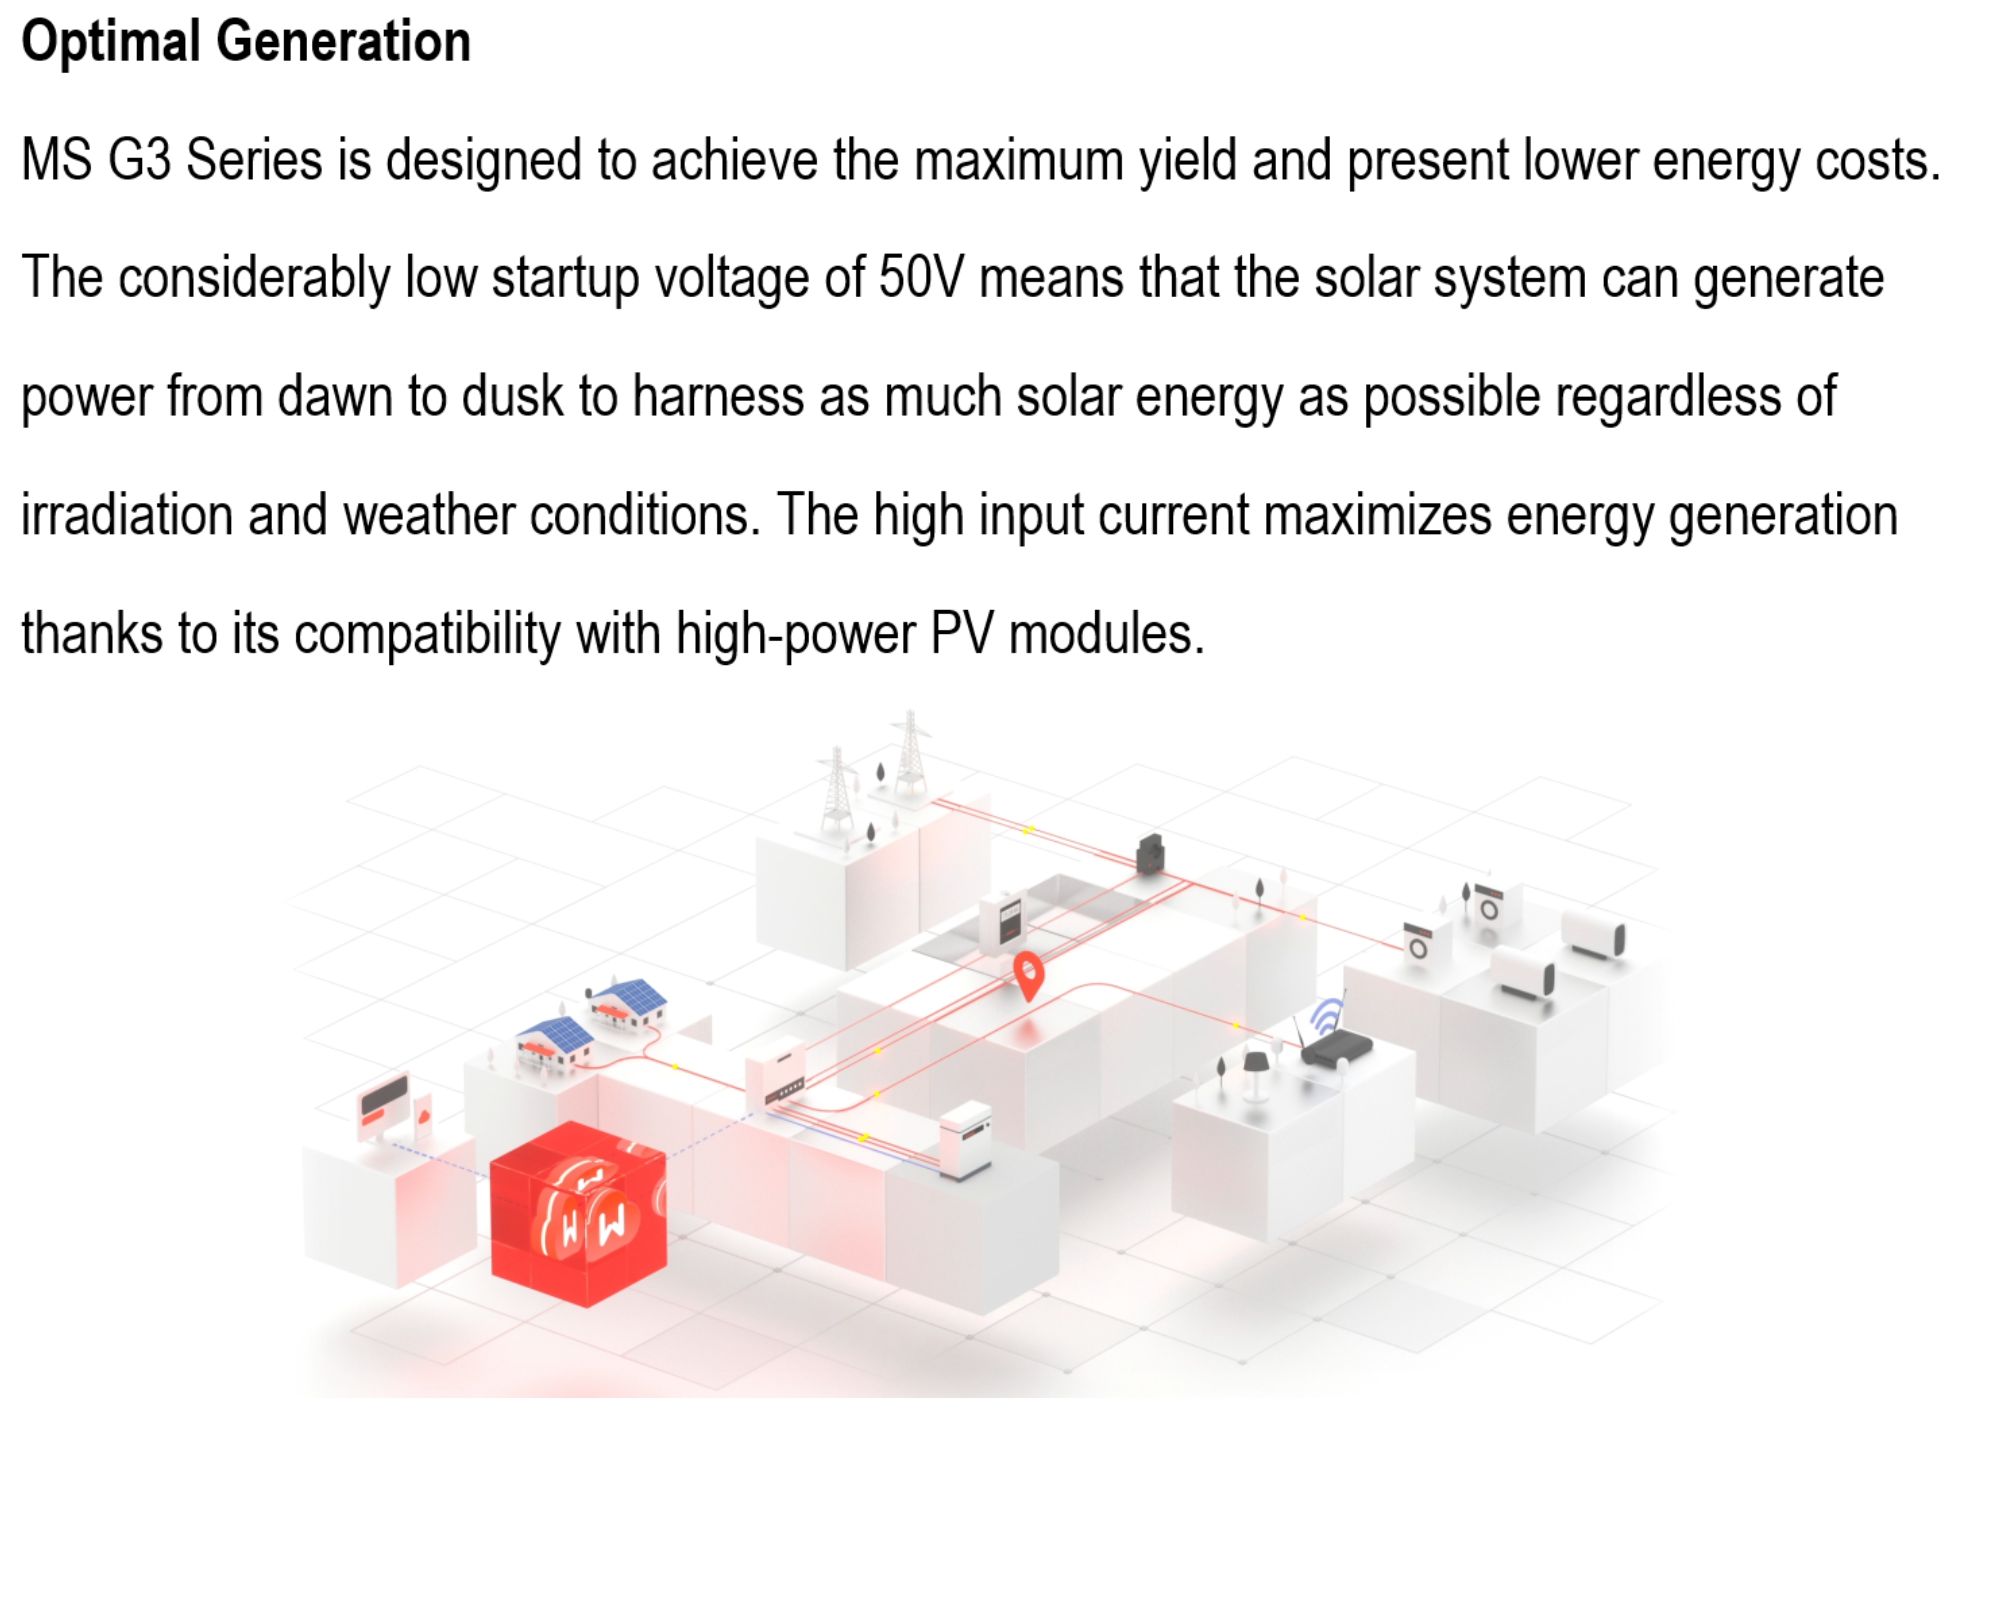 Optimal Generation
MS G3 Series is designed to achieve the maximum yield and present lower energy costs.
The considerably low startup voltage of 50V means that the solar system can generate
power from dawn to dusk to harness as much solar energy as possible regardless of
irradiation and weather conditions. The high input current maximizes energy generation
thanks to its compatibility with high-power PV modules.